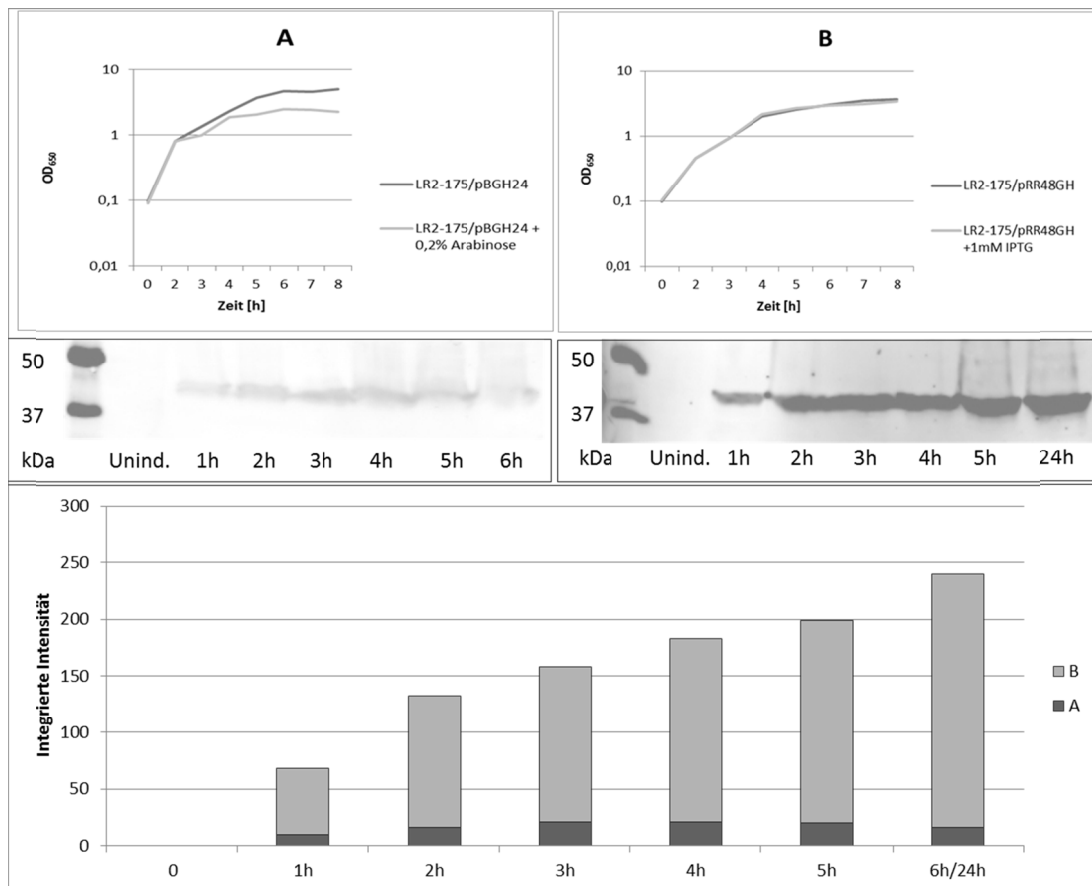 A
10
1
0,1
0,01
OD650
0 2 3 4 5 6 7 8
Zeit [h]
LR2-175/pBGH24
LR2-175/pBGH24 +
0,2% Arabinose
B
10
1
0,1
0,01
OD650
0 2 3 4 5 6 7 8
Zeit [h]
LR2-175/pRR48GH
LR2-175/pRR48GH
+1mM IPTG
50
37
kDa Unind. 1h 2h 3h 4h 5h 6h
50
37
kDa Unind. 1h 2h 3h 4h 5h 24h
300
250
200
150
100
50
0
Integrierte Intensität
0 1h 2h 3h 4h 5h 6h/24h
B
A